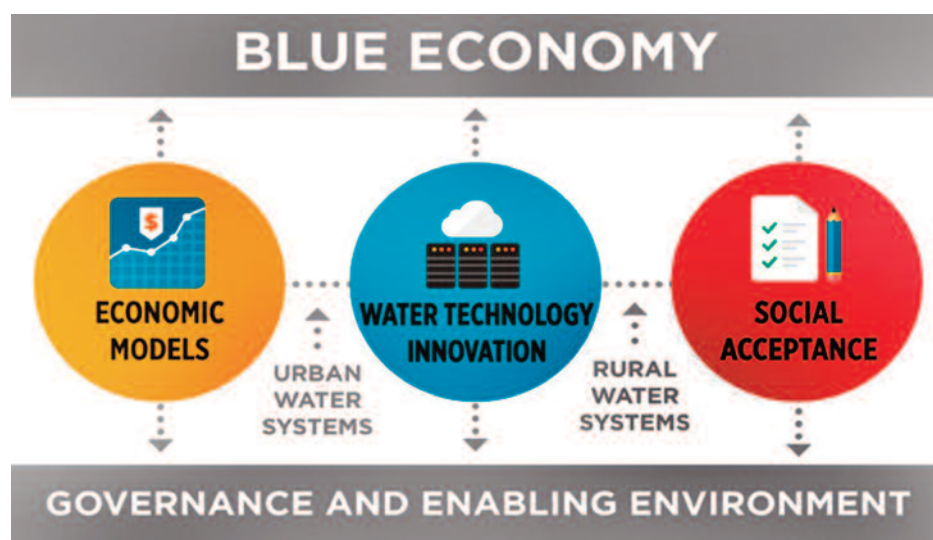 BLUE ECONOMY
$
ECONOMIC
MODELS
URBAN
WATER
SYSTEMS
WATER TECHNOLOGY
INNOVATION
RURAL
WATER
SYSTEMS
SOCIAL
ACCEPTANCE
GOVERNANCE AND ENABLING ENVIRONMENT